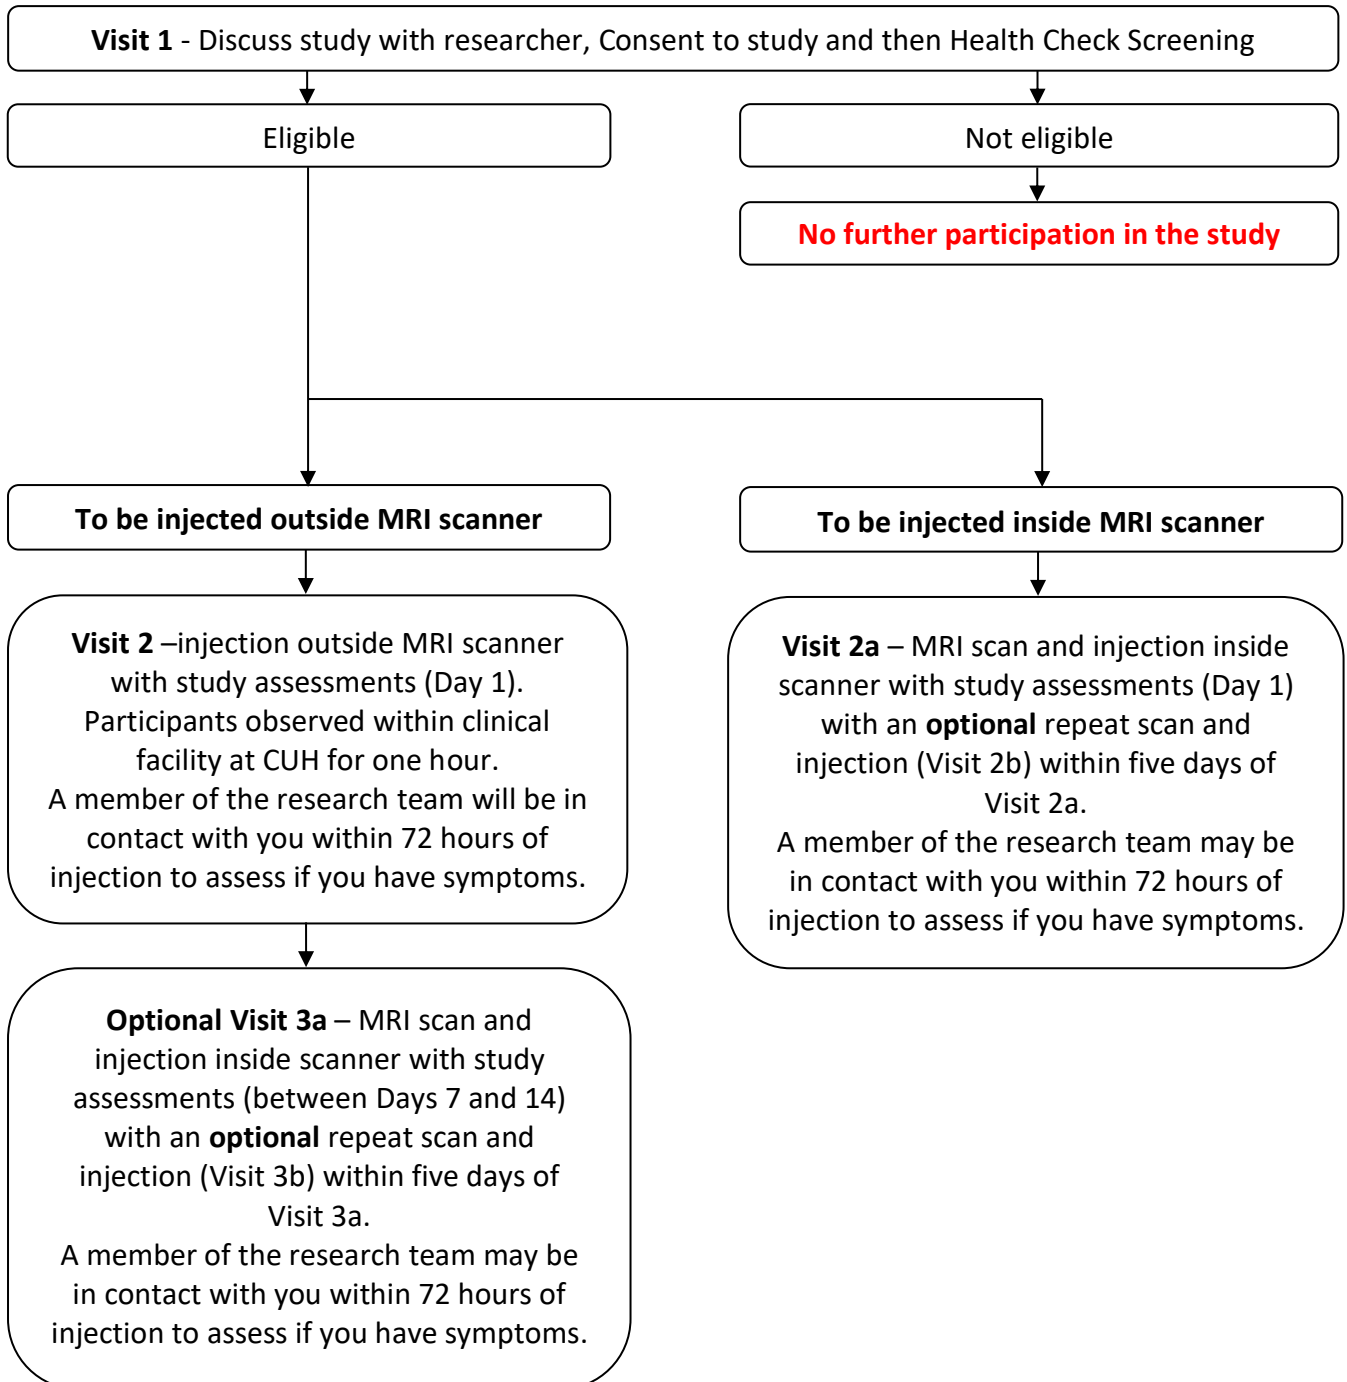 Visit 1 - Discuss study with researcher, Consent to study and then Health Check Screening
Eligible
Not eligible
No further participation in the study
To be injected outside MRI scanner
To be injected inside MRI scanner
Visit 2 –injection outside MRI scanner
with study assessments (Day 1).
Participants observed within clinical
facility at CUH for one hour.
A member of the research team will be in
contact with you within 72 hours of
injection to assess if you have symptoms.
Visit 2a – MRI scan and injection inside
scanner with study assessments (Day 1)
with an optional repeat scan and
injection (Visit 2b) within five days of
Visit 2a.
A member of the research team may be
in contact with you within 72 hours of
injection to assess if you have symptoms.
Optional Visit 3a – MRI scan and
injection inside scanner with study
assessments (between Days 7 and 14)
with an optional repeat scan and
injection (Visit 3b) within five days of
Visit 3a.
A member of the research team may be
in contact with you within 72 hours of
injection to assess if you have symptoms.